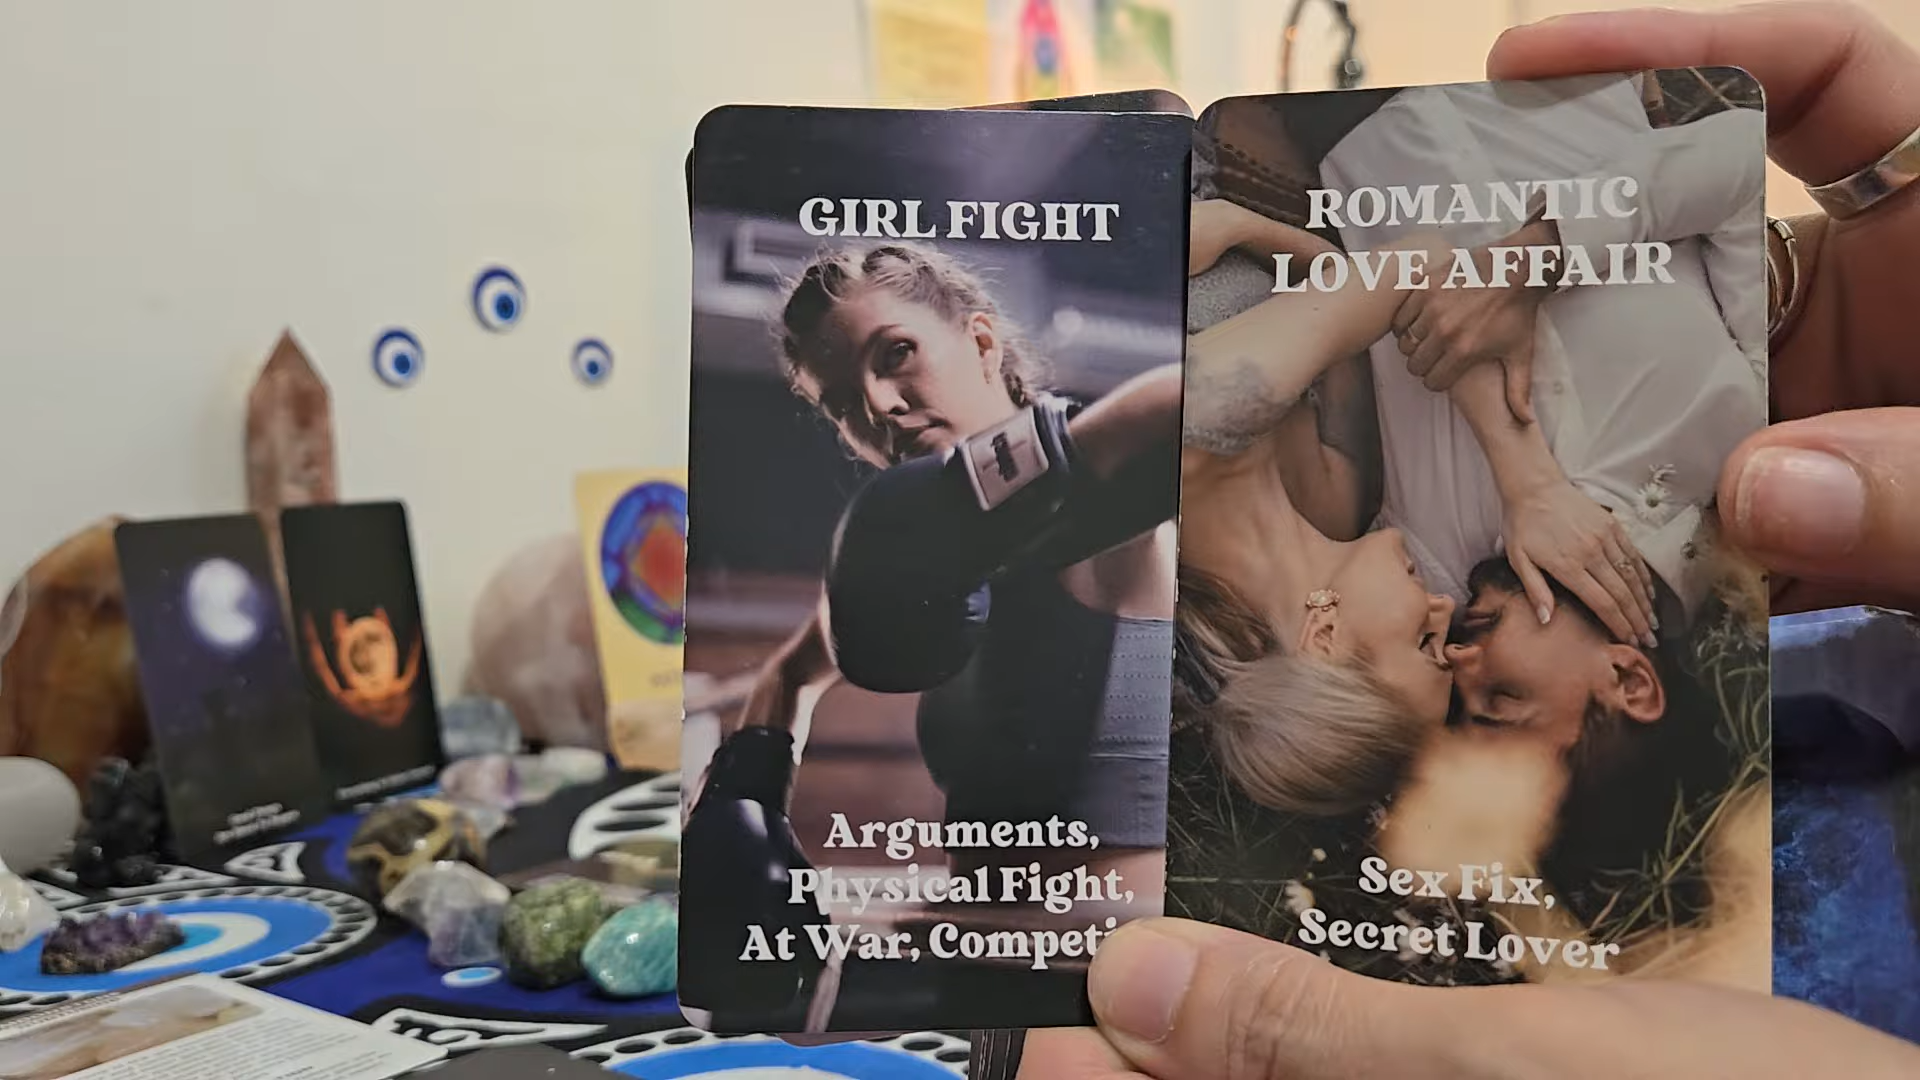 GIRL FIGHT
Arguments,
Physical Fight,
At War, Competi
ROMANTIC
LOVE AFFAIR
Sex Fix,
Secret Lover